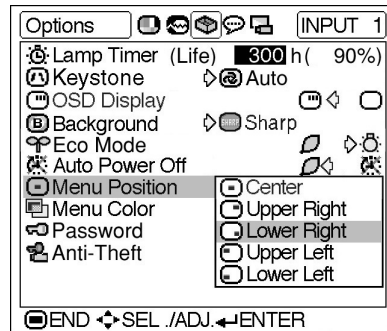 Options INPUT 1
Lamp Timer (Life) 300 h ( 90%)
Keystone Auto
OSD Display
B Background SHARP Sharp
Eco Mode
Auto Power Off
Menu Position
Center
Menu Color
Upper Right
Password
Lower Right
Anti-Theft
Upper Left
Lower Left
END SEL ./ADJ. ENTER